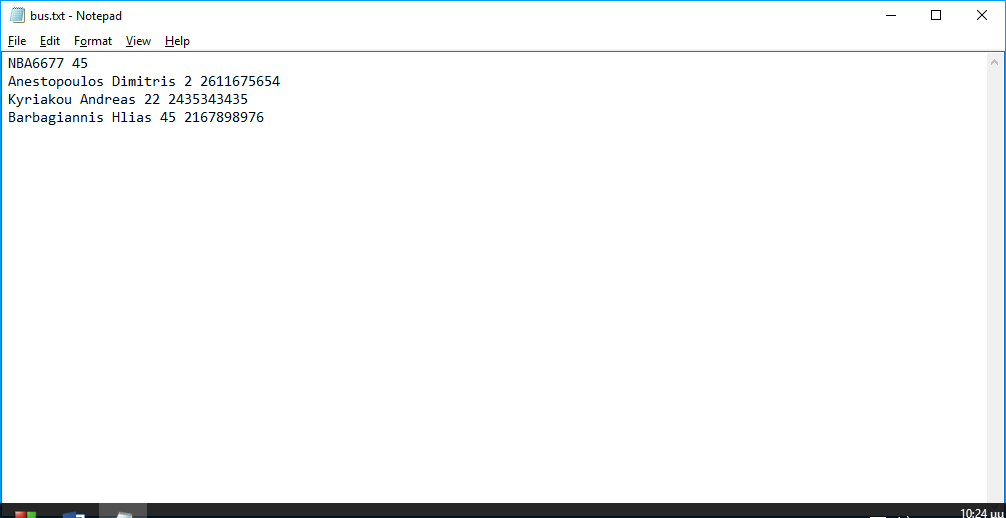 bus.txt - Notepad
File Edit Format View Help
NBA6677 45
Anestopoulos Dimitris 2 2611675654
Kyriakou Andreas 22 2435343435
Barbagiannis Hlias 45 2167898976
10:24 μμ